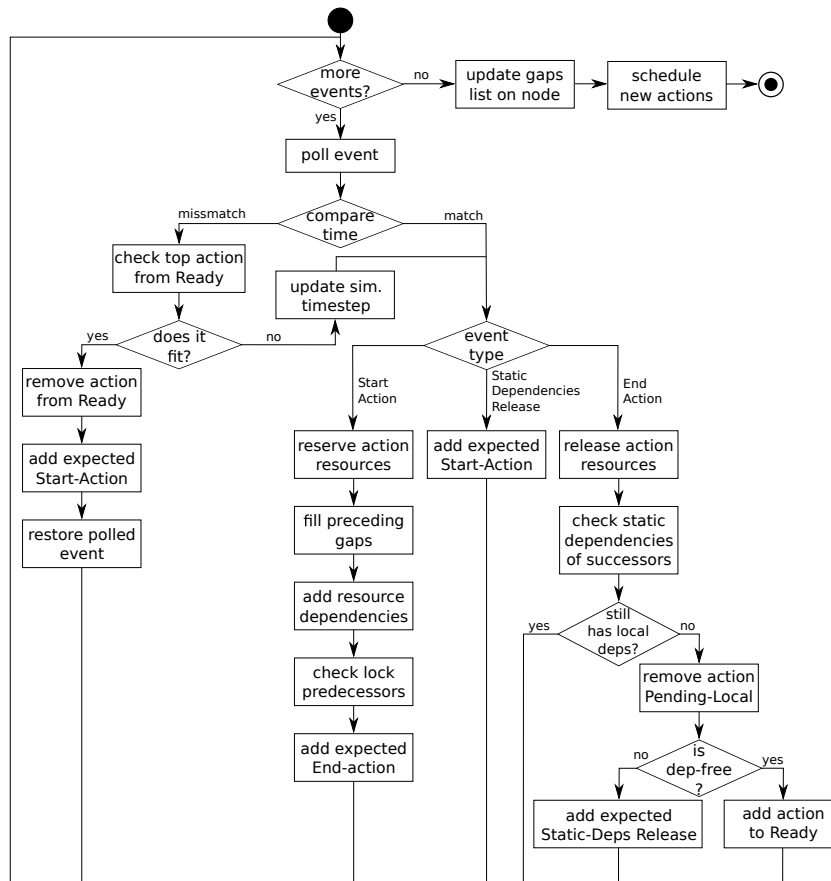 more
events?
no
update gaps
list on node
schedule
new actions
yes
poll event
missmatch
compare
time
match
check top action
from Ready
update sim.
timestep
yes
does it
fit?
no
event
type
remove action
from Ready
Start
Action
Static
Dependencies
Release
End
Action
add expected
Start-Action
reserve action
resources
add expected
Start-Action
release action
resources
restore polled
event
fill preceding
gaps
check static
dependencies
of successors
add resource
dependencies
yes
still
has local
deps?
no
check lock
predecessors
remove action
Pending-Local
add expected
End-action
no
is
dep-free
?
yes
add expected
Static-Deps Release
add action
to Ready